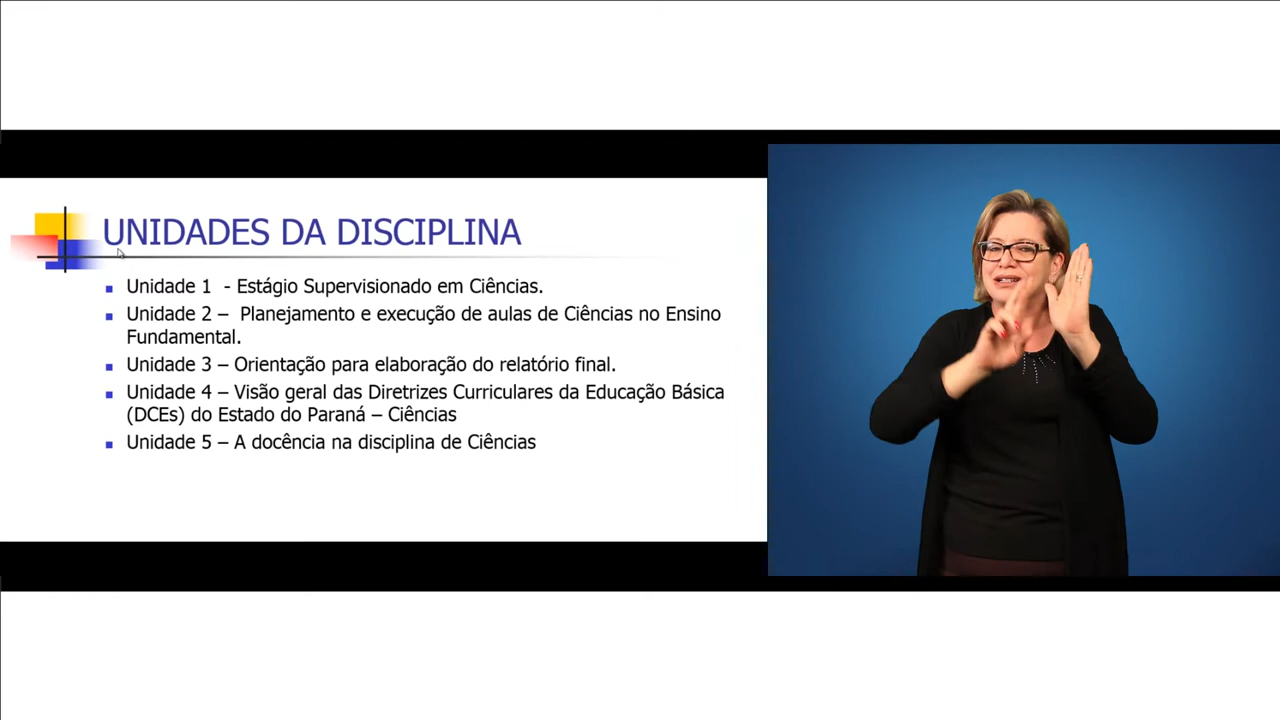 UNIDADES DA DISCIPLINA
Unidade 1 - Estágio Supervisionado em Ciências.
Unidade 2 – Planejamento e execução de aulas de Ciências no Ensino
Fundamental.
Unidade 3 – Orientação para elaboração do relatório final.
Unidade 4 – Visão geral das Diretrizes Curriculares da Educação Básica
(DCEs) do Estado do Paraná – Ciências
Unidade 5 – A docência na disciplina de Ciências